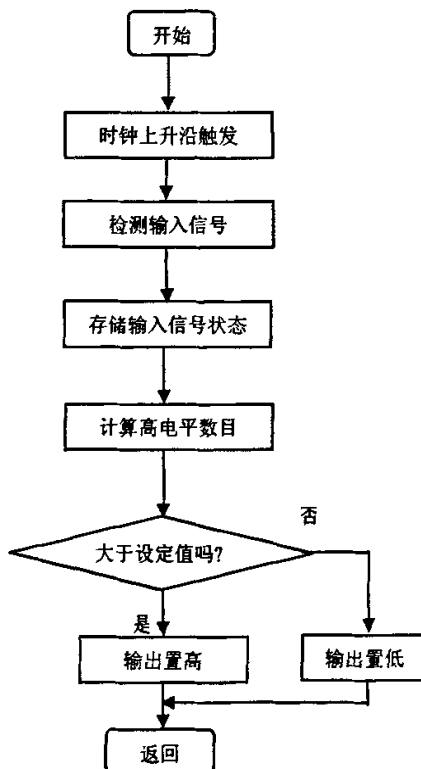 开始
时钟上升沿触发
检测输入信号
存储输入信号状态
计算高电平数目
否
大于设定值吗?
是
输出置高
输出置低
返回